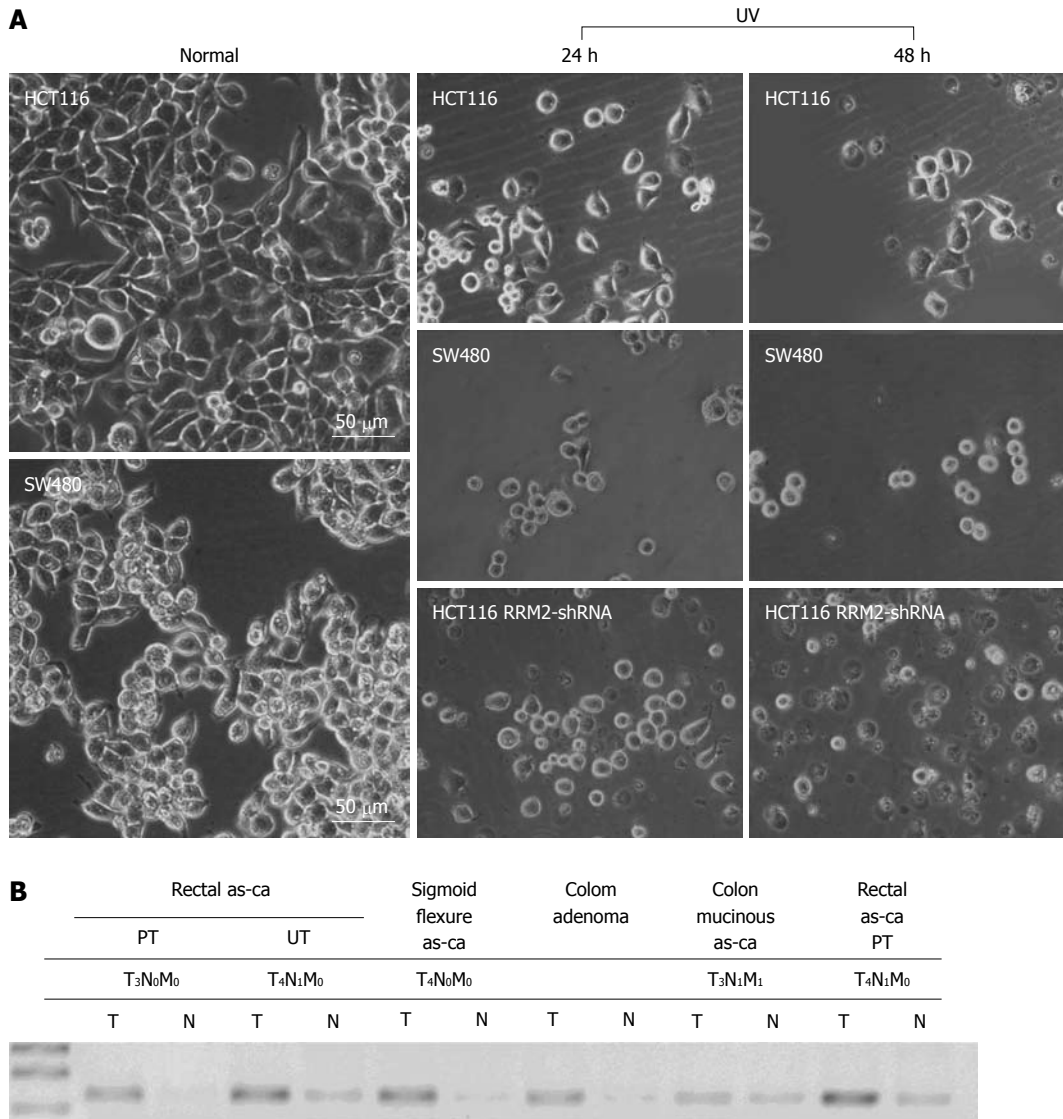 A
UV
Normal
24 h
48 h
HCT116
HCT116
HCT116
50 μm
SW480
SW480
SW480
50 μm
HCT116 RRM2-shRNA
HCT116 RRM2-shRNA
B
Rectal as-ca
Sigmoid
flexure
as-ca
Colom
adenoma
Colon
mucinous
as-ca
Rectal
as-ca
PT
PT
UT
T₃N₀M₀
T₄N₁M₀
T₄N₀M₀
T₃N₁M₁
T₄N₁M₀
T N T N T N T N T N T N